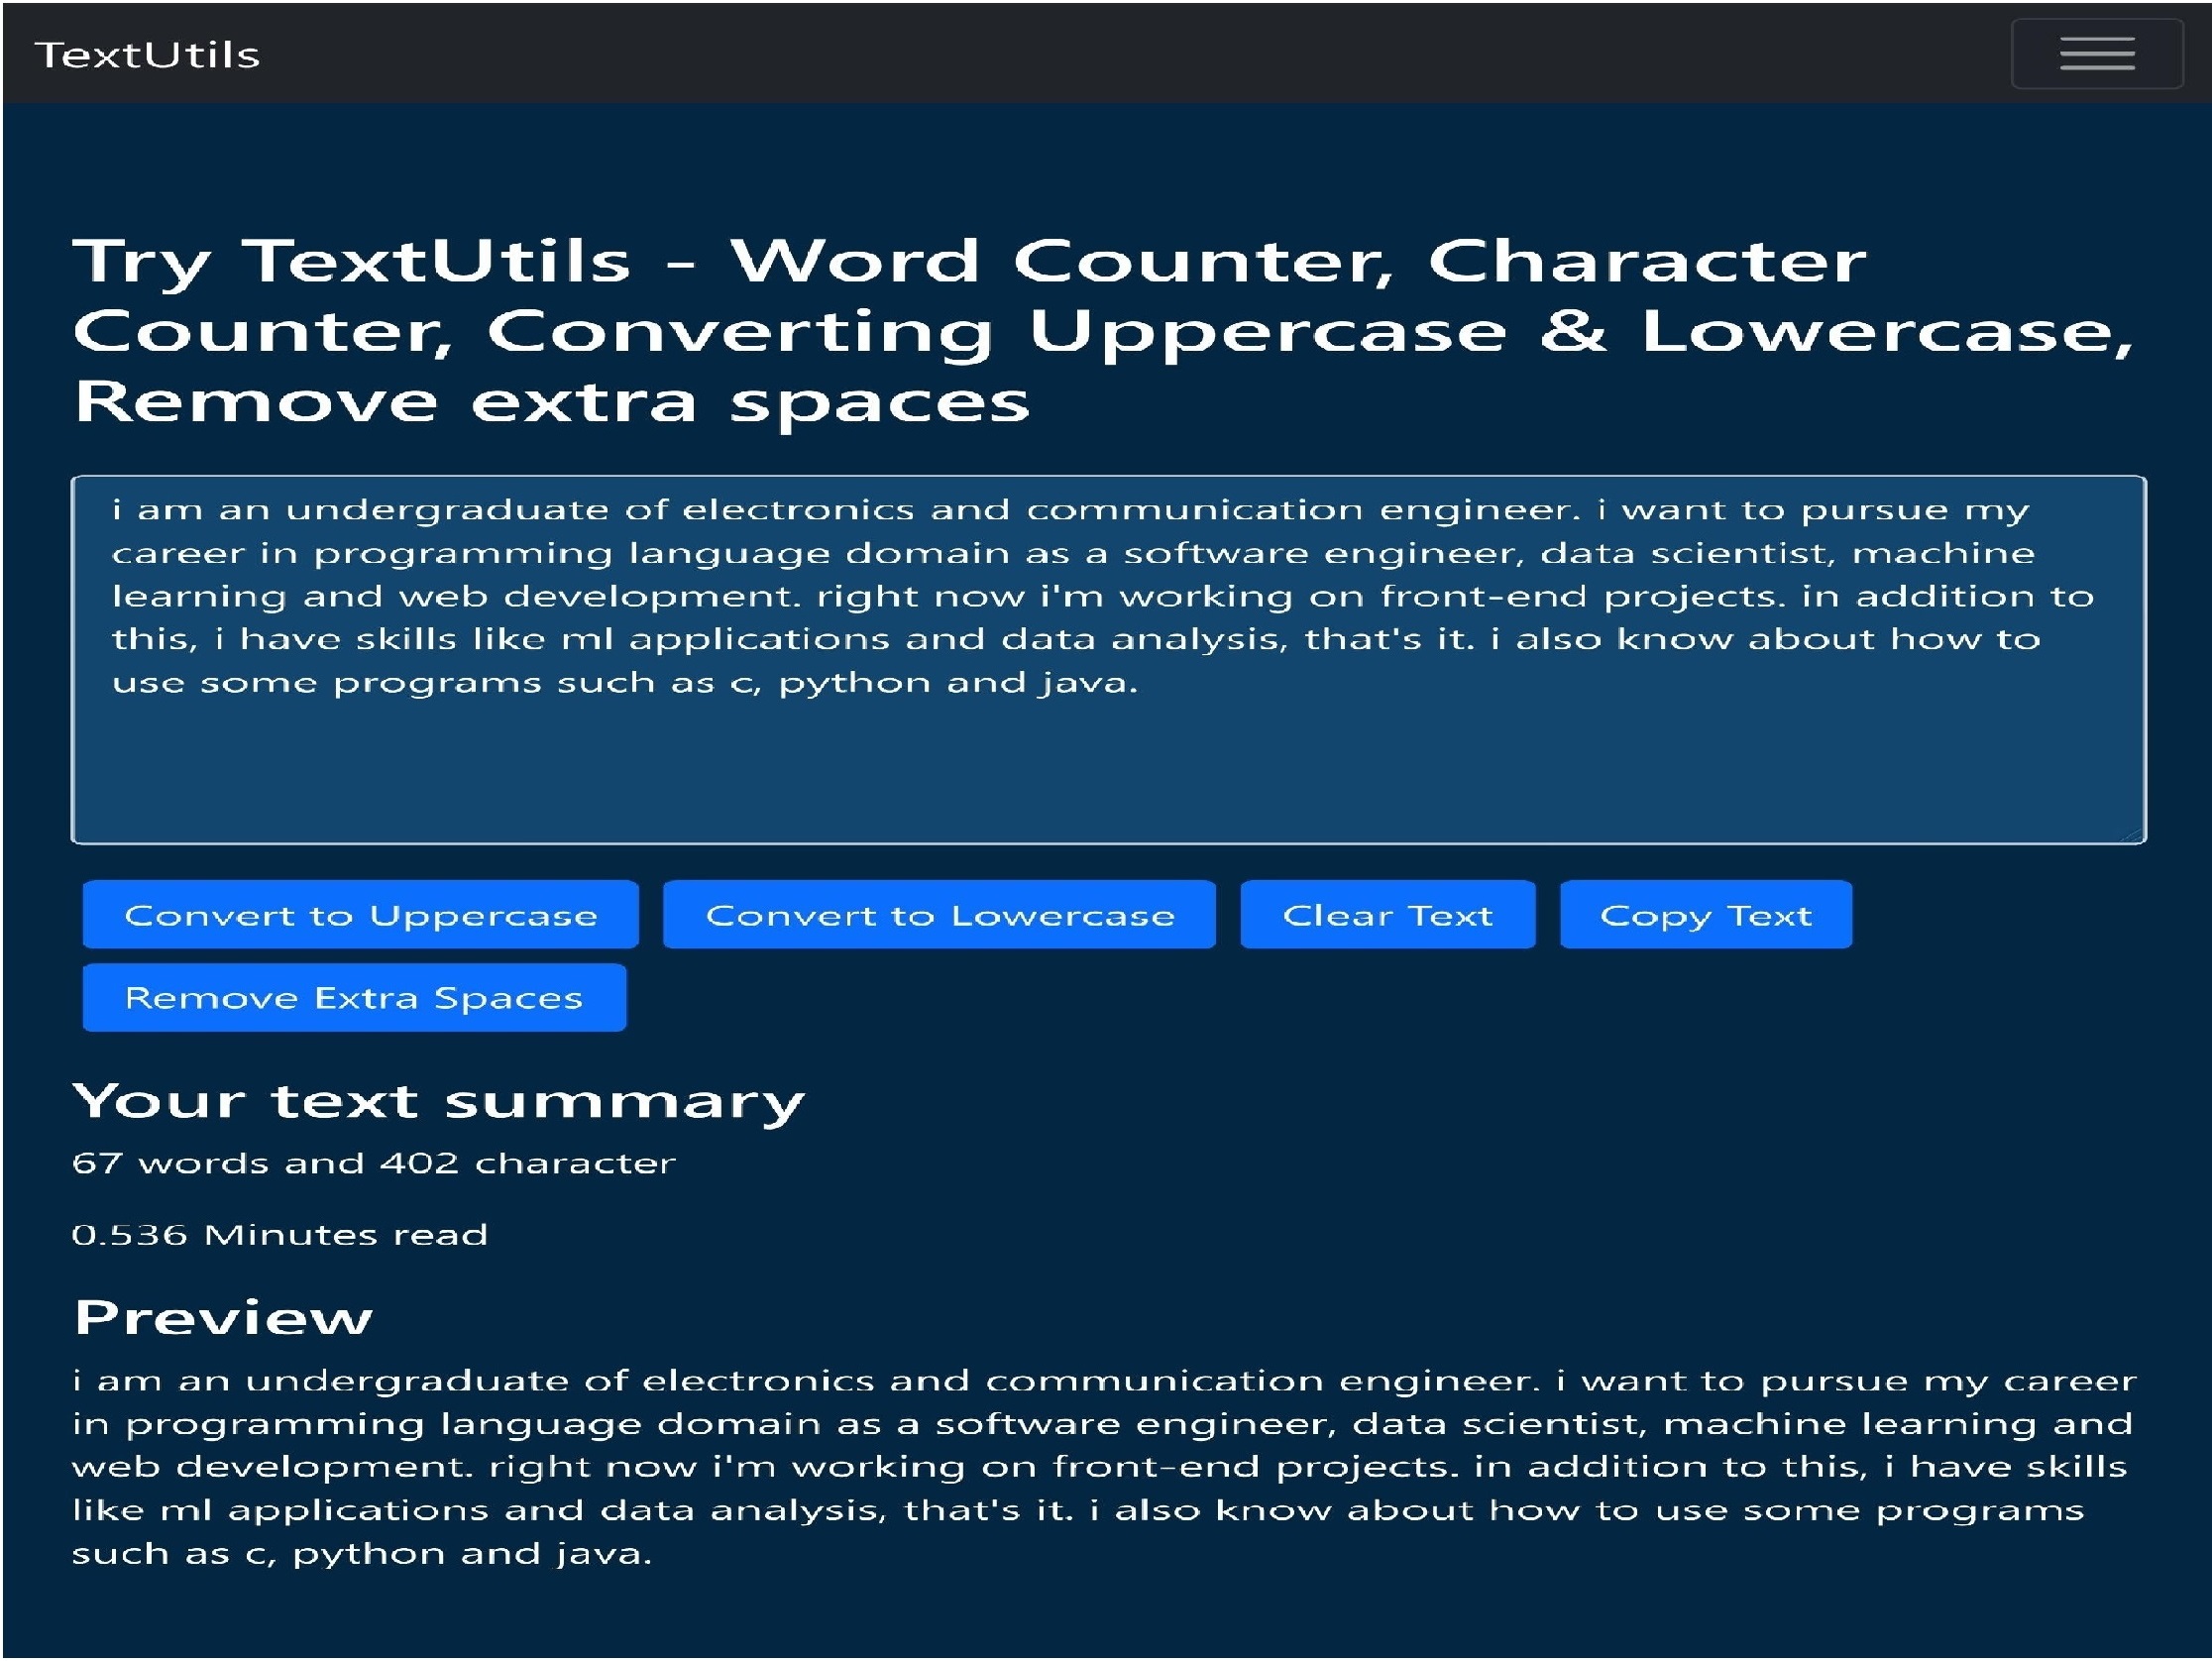 TextUtils
Try TextUtils - Word Counter, Character
Counter, Converting Uppercase & Lowercase,
Remove extra spaces
i am an undergraduate of electronics and communication engineer. i want to pursue my
career in programming language domain as a software engineer, data scientist, machine
learning and web development. right now i'm working on front-end projects. in addition to
this, i have skills like ml applications and data analysis, that's it. i also know about how to
use some programs such as c, python and java.
Convert to Uppercase Convert to Lowercase Clear Text Copy Text
Remove Extra Spaces
Your text summary
67 words and 402 character
0.536 Minutes read
Preview
i am an undergraduate of electronics and communication engineer. i want to pursue my career
in programming language domain as a software engineer, data scientist, machine learning and
web development. right now i'm working on front-end projects. in addition to this, i have skills
like ml applications and data analysis, that's it. i also know about how to use some programs
such as c, python and java.